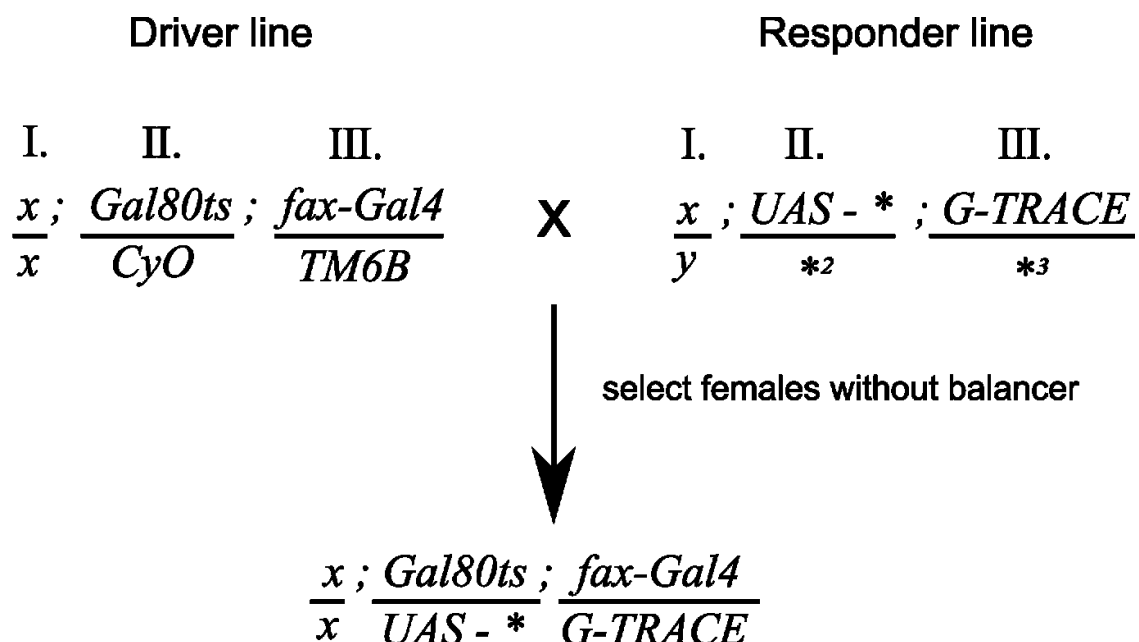 Driver line Responder line
I. II. III. I. II. III.
x ; Gal80ts ; fax-Gal4 X x ; UAS - * ; G-TRACE
x CyO TM6B y *2 *3
select females without balancer
x ; Gal80ts ; fax-Gal4
x UAS - * G-TRACE